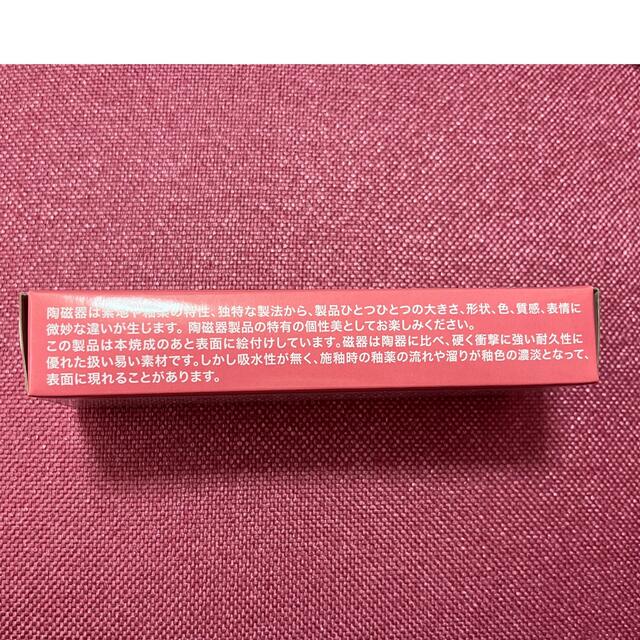 陶磁器は素地や釉薬の特性、独特な製法から、製品ひとつひとつの大きさ、形状、色、質感、表情に
微妙な違いが生じます。陶磁器製品の特有の個性美としてお楽しみください。
この製品は本焼成のあと表面に絵付けしています。磁器は陶器に比べ、硬く衝撃に強い耐久性に
優れた扱い易い素材です。しかし吸水性が無く、施釉時の釉薬の流れや溜りが釉色の濃淡となって、
表面に現れることがあります。